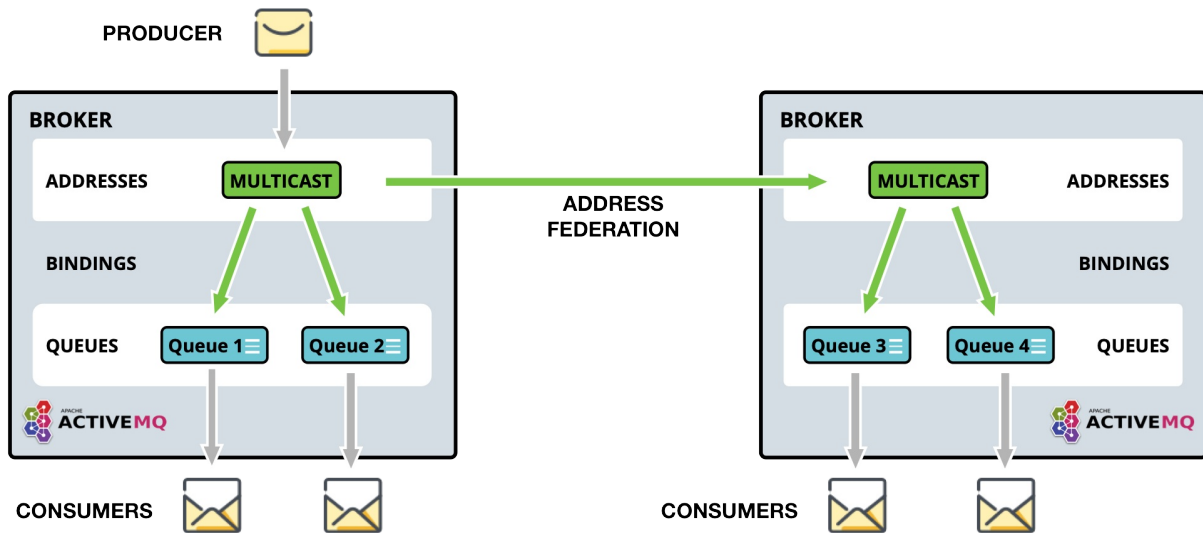 PRODUCER
BROKER
ADDRESSES
MULTICAST
BINDINGS
QUEUES
Queue 1
Queue 2
APACHE
ACTIVEMQ
CONSUMERS
ADDRESS
FEDERATION
BROKER
MULTICAST
ADDRESSES
BINDINGS
Queue 3
Queue 4
QUEUES
APACHE
ACTIVEMQ
CONSUMERS